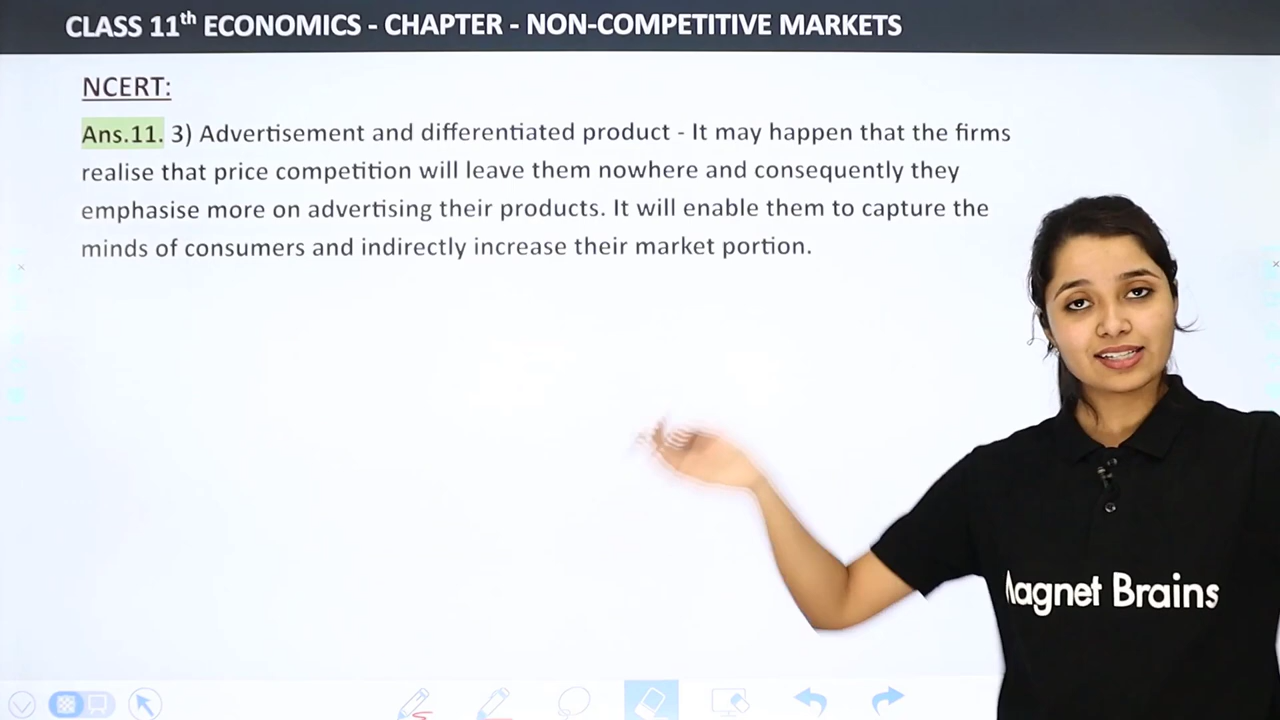 CLASS 11th ECONOMICS - CHAPTER - NON-COMPETITIVE MARKETS
NCERT:
Ans.11. 3) Advertisement and differentiated product - It may happen that the firms
realise that price competition will leave them nowhere and consequently they
emphasise more on advertising their products. It will enable them to capture the
minds of consumers and indirectly increase their market portion.
Magnet Brains